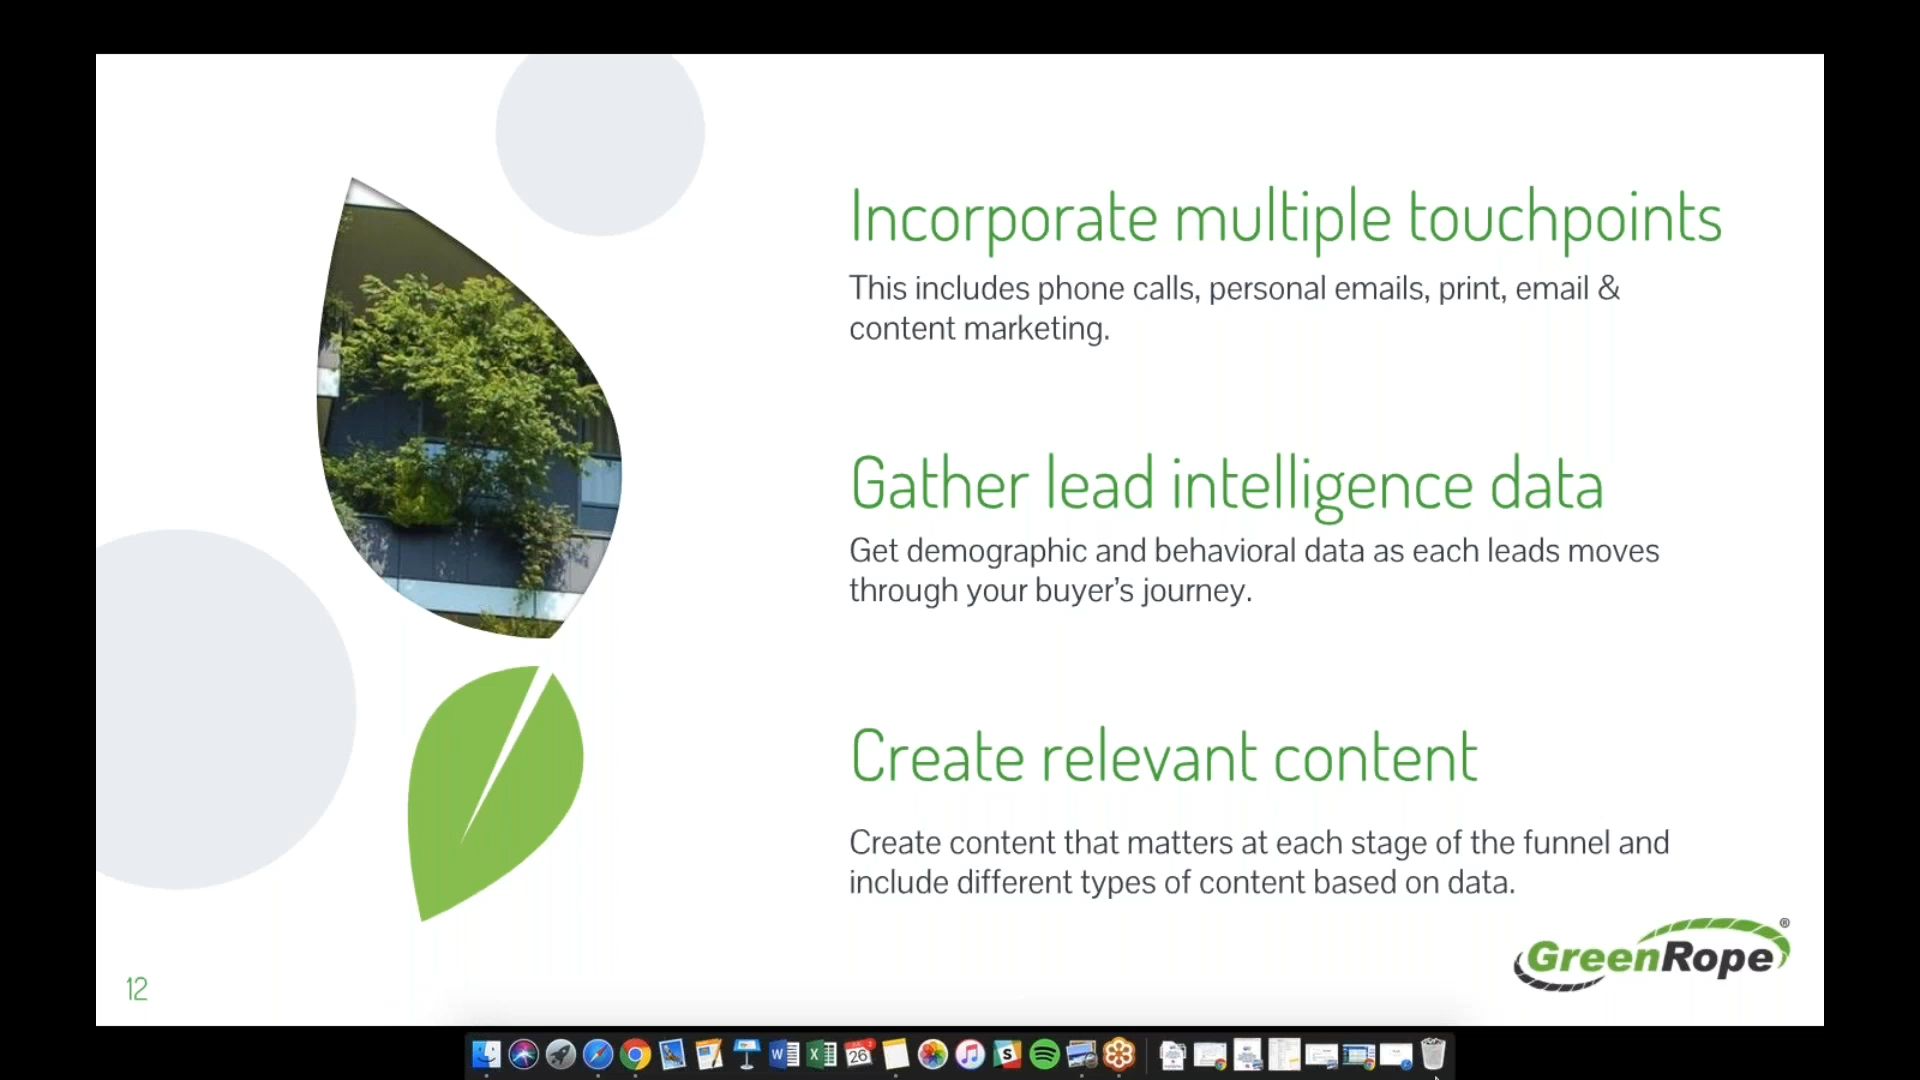 Incorporate multiple touchpoints
This includes phone calls, personal emails, print, email &
content marketing.
Gather lead intelligence data
Get demographic and behavioral data as each leads moves
through your buyer’s journey.
Create relevant content
Create content that matters at each stage of the funnel and
include different types of content based on data.
GreenRope®
12
26